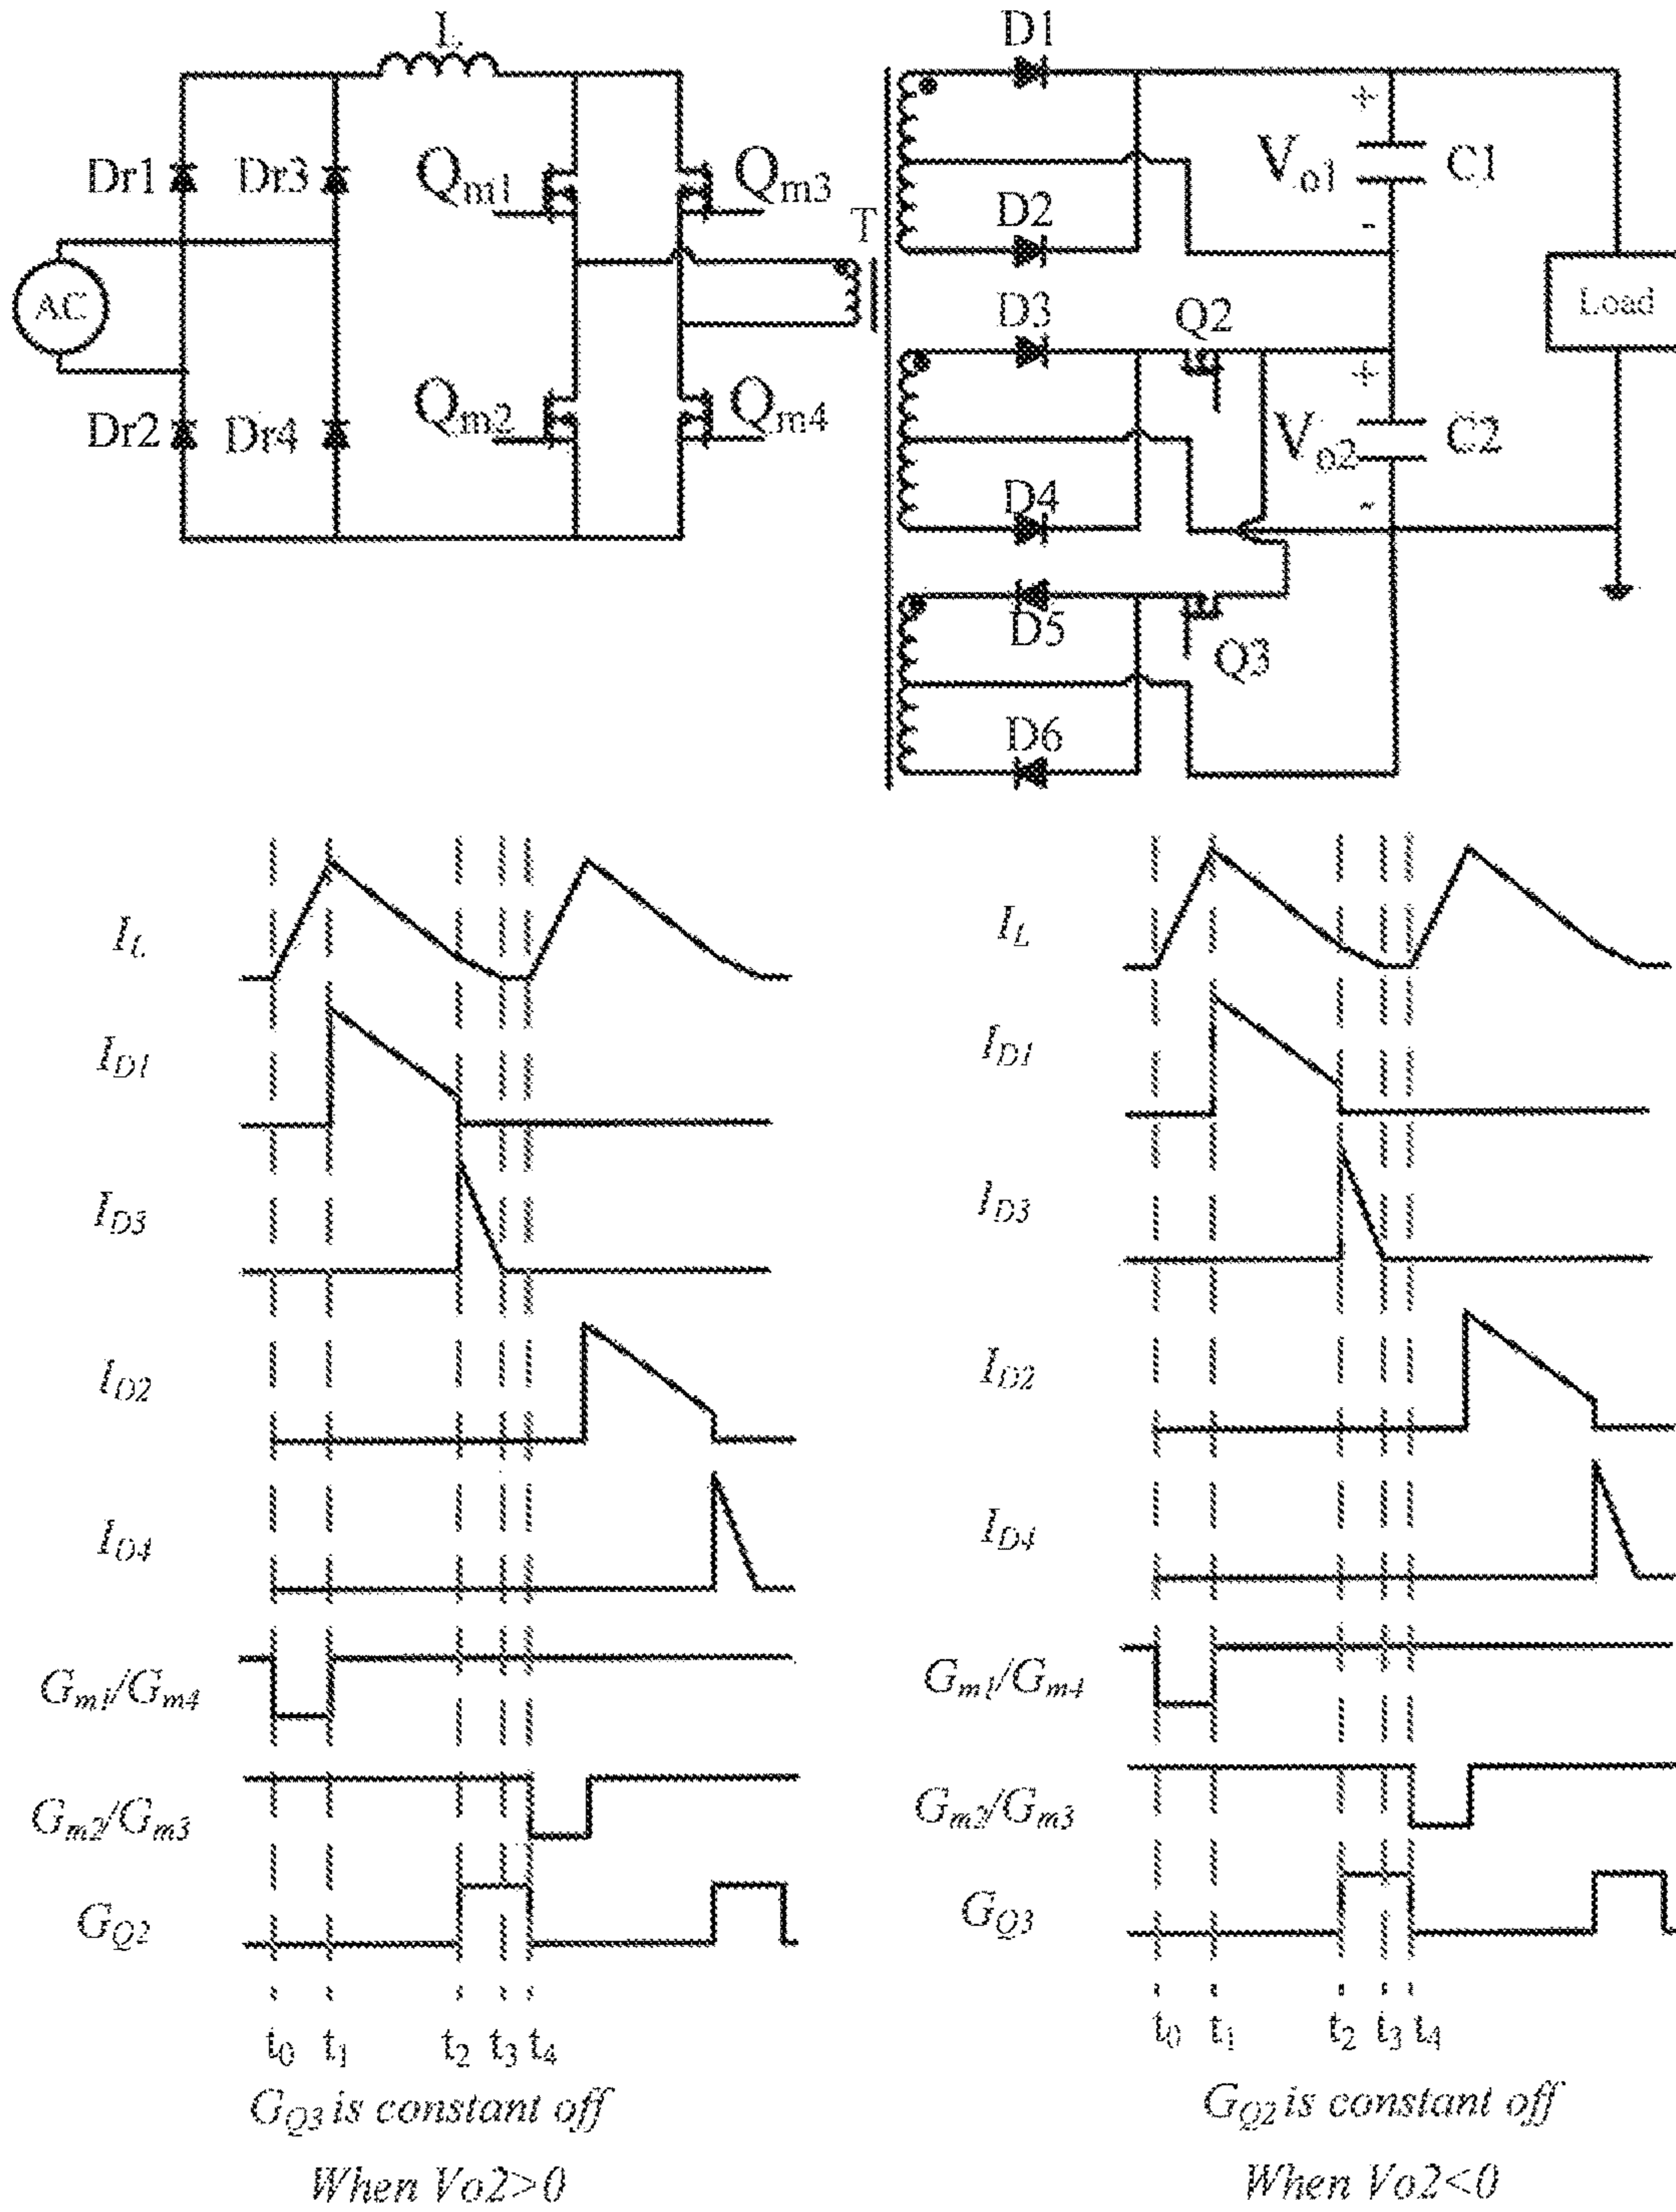 L
D1
Dr1
Dr3
Qm1
Qm3
+
Vo1
C1
-
T
D2
AC
D3
Q2
Load
Dr2
Dr4
Qm2
Qm4
+
Vo2
C2
-
D4
D5
Q3
D6
IL
ID1
ID3
ID2
ID4
Gm1/Gm4
Gm2/Gm3
GQ2
t0 t1 t2 t3 t4
GQ3 is constant off
When Vo2>0
IL
ID1
ID3
ID2
ID4
Gm1/Gm4
Gm2/Gm3
GQ3
t0 t1 t2 t3 t4
GQ2 is constant off
When Vo2<0